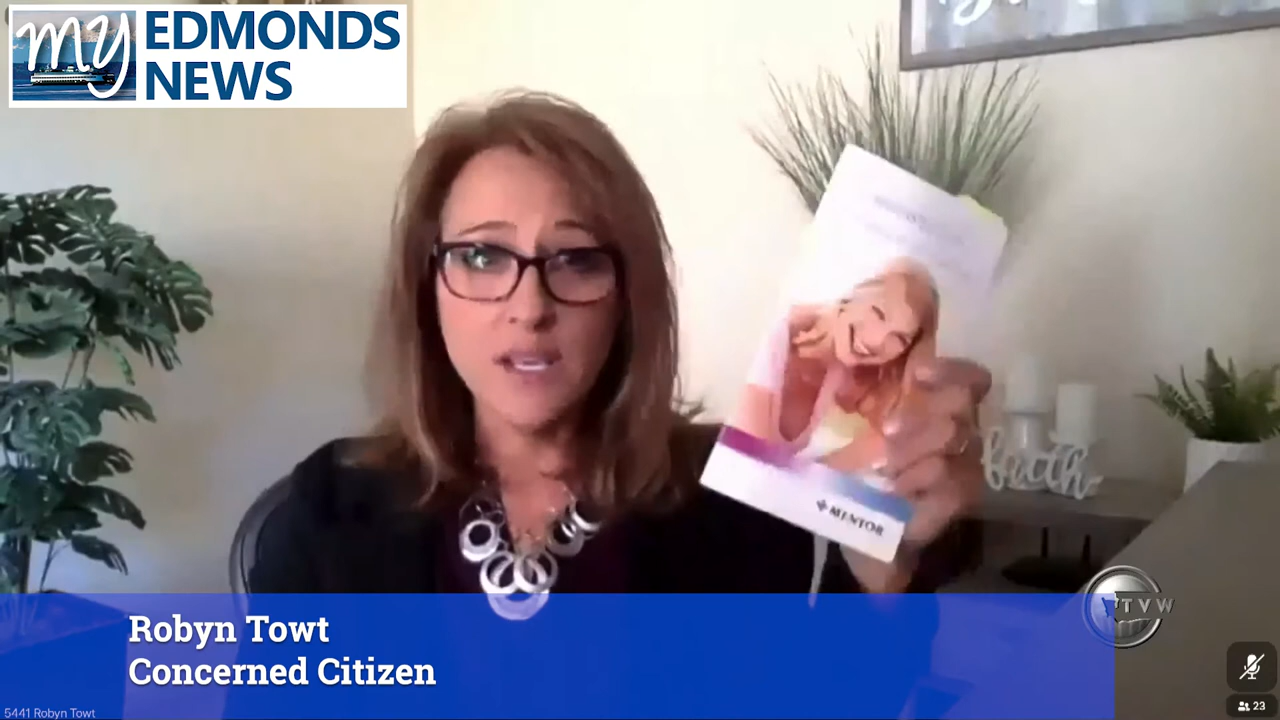 my
EDMONDS
NEWS
MENTOR
faith
TVW
Robyn Towt
Concerned Citizen
5441 Robyn Towt
23